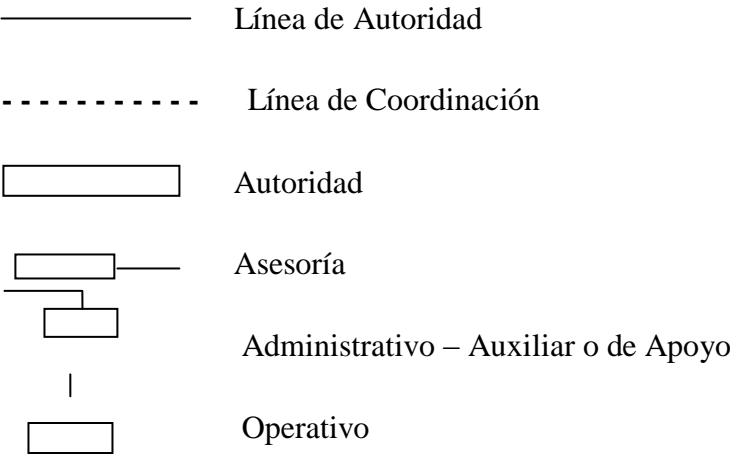 Línea de Autoridad
Línea de Coordinación
Autoridad
Asesoría
Administrativo – Auxiliar o de Apoyo
Operativo